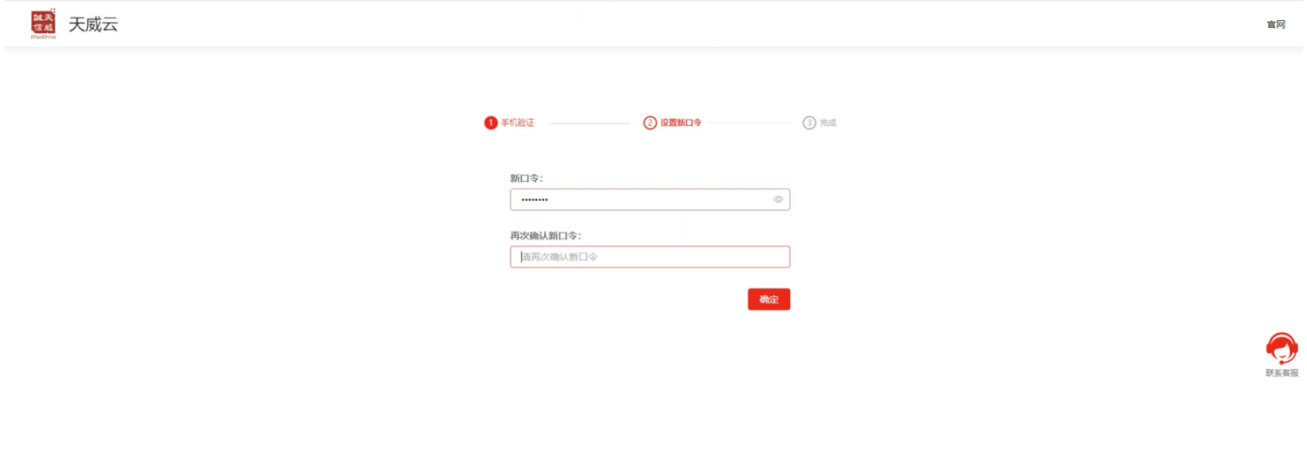 天威云
官网
1 手机验证
2 设置新口令
3 完成
新口令：
••••••••
再次确认新口令：
请再次确认新口令
确定
联系客服